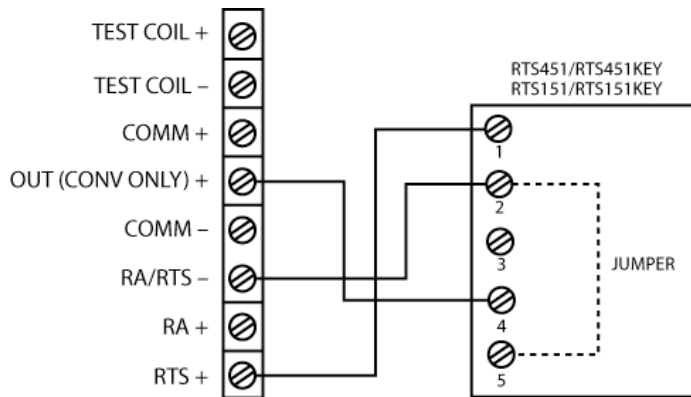 TEST COIL +
TEST COIL –
COMM +
OUT (CONV ONLY) +
COMM –
RA/RTS –
RA +
RTS +
RTS451/RTS451KEY
RTS151/RTS151KEY
1
2
3
4
5
JUMPER